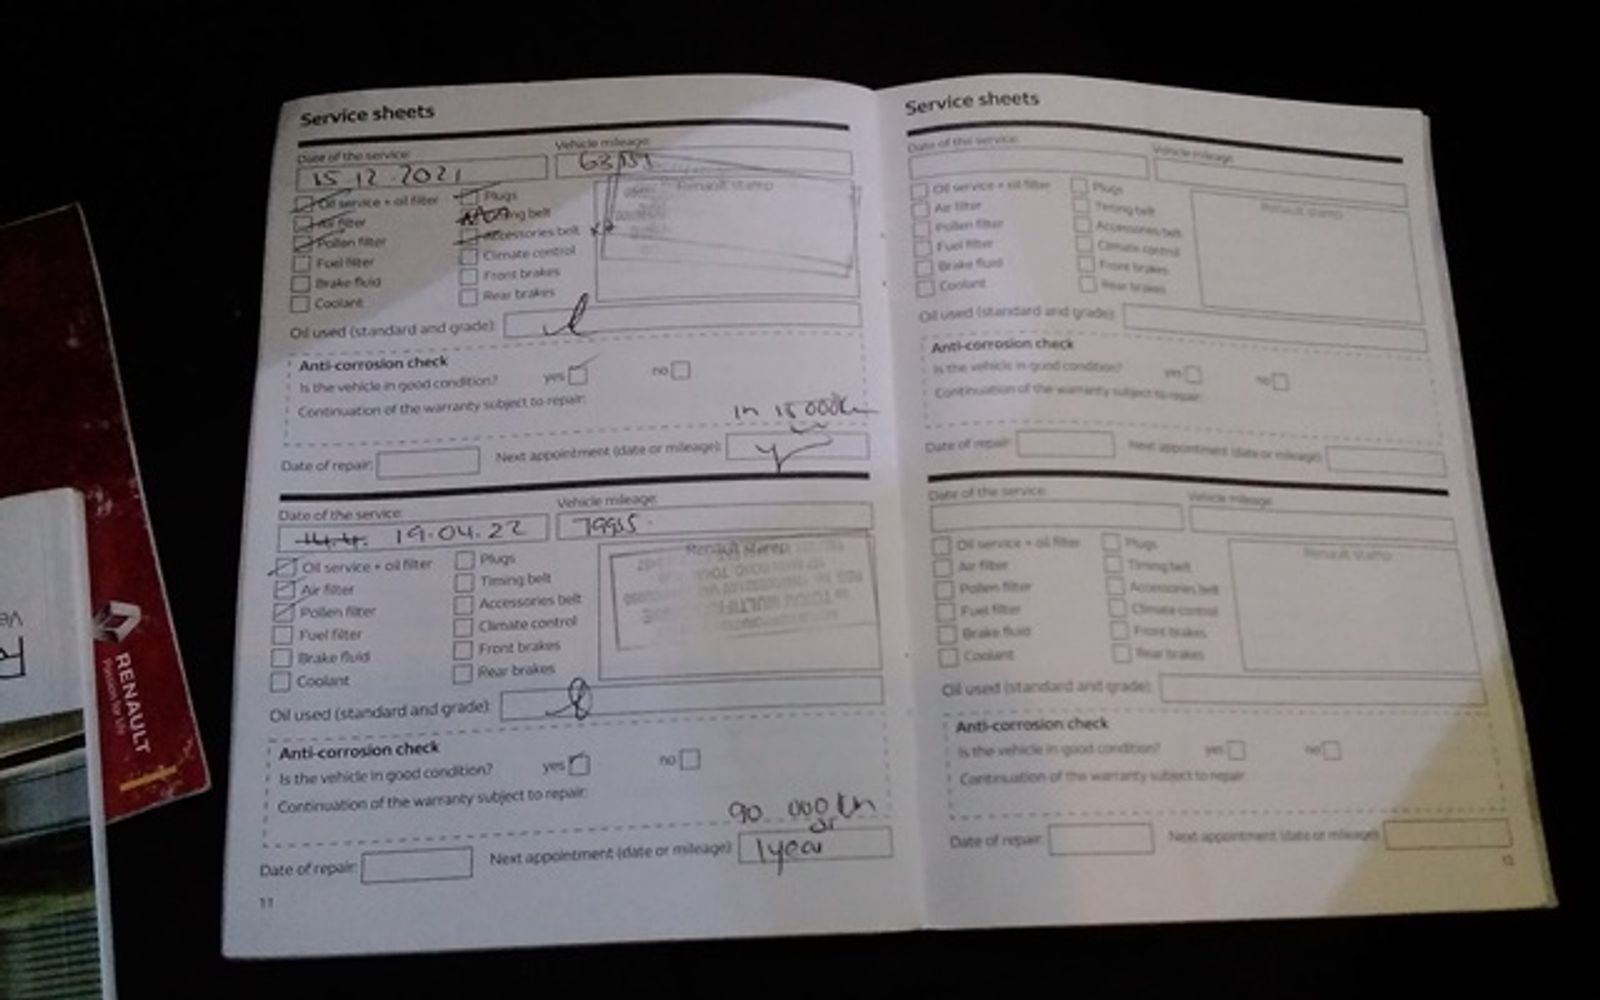 Service sheets
Date of the service:
Vehicle mileage:
15 12 2021
Oil service + oil filter
Plugs
Renault stamp
Air filter
Pollen filter
Accessories belt
Fuel filter
Climate control
Brake fluid
Front brakes
Coolant
Rear brakes
Oil used (standard and grade):
Anti-corrosion check
Is the vehicle in good condition? yes no
Continuation of the warranty subject to repair:
in 15 000km
Date of repair: Next appointment (date or mileage):
Date of the service:
Vehicle mileage:
14.4. 19.04.22
79955
Oil service + oil filter
Plugs
Renault stamp
Air filter
Timing belt
Pollen filter
Accessories belt
Fuel filter
Climate control
Brake fluid
Front brakes
Coolant
Rear brakes
Oil used (standard and grade):
Anti-corrosion check
Is the vehicle in good condition? yes no
Continuation of the warranty subject to repair:
90 000km
or
Date of repair: Next appointment (date or mileage): 1 year
11
Service sheets
Date of the service:
Vehicle mileage:
Oil service + oil filter
Plugs
Renault stamp
Air filter
Timing belt
Pollen filter
Accessories belt
Fuel filter
Climate control
Brake fluid
Front brakes
Coolant
Rear brakes
Oil used (standard and grade):
Anti-corrosion check
Is the vehicle in good condition? yes no
Continuation of the warranty subject to repair:
Date of repair: Next appointment (date or mileage):
Date of the service:
Vehicle mileage:
Oil service + oil filter
Plugs
Renault stamp
Air filter
Timing belt
Pollen filter
Accessories belt
Fuel filter
Climate control
Brake fluid
Front brakes
Coolant
Rear brakes
Oil used (standard and grade):
Anti-corrosion check
Is the vehicle in good condition? yes no
Continuation of the warranty subject to repair:
Date of repair: Next appointment (date or mileage):
12
RENAULT
Passion for life